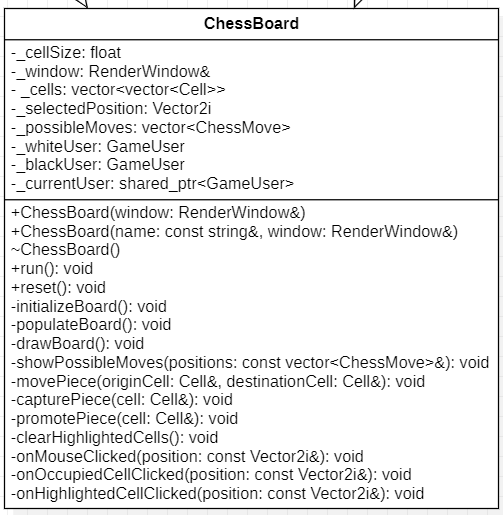 ChessBoard
-_cellSize: float
-_window: RenderWindow&
- _cells: vector<vector<Cell>>
-_selectedPosition: Vector2i
-_possibleMoves: vector<ChessMove>
-_whiteUser: GameUser
-_blackUser: GameUser
-_currentUser: shared_ptr<GameUser>
+ChessBoard(window: RenderWindow&)
+ChessBoard(name: const string&, window: RenderWindow&)
~ChessBoard()
+run(): void
+reset(): void
-initializeBoard(): void
-populateBoard(): void
-drawBoard(): void
-showPossibleMoves(positions: const vector<ChessMove>&): void
-movePiece(originCell: Cell&, destinationCell: Cell&): void
-capturePiece(cell: Cell&): void
-promotePiece(cell: Cell&): void
-clearHighlightedCells(): void
-onMouseClicked(position: const Vector2i&): void
-onOccupiedCellClicked(position: const Vector2i&): void
-onHighlightedCellClicked(position: const Vector2i&): void